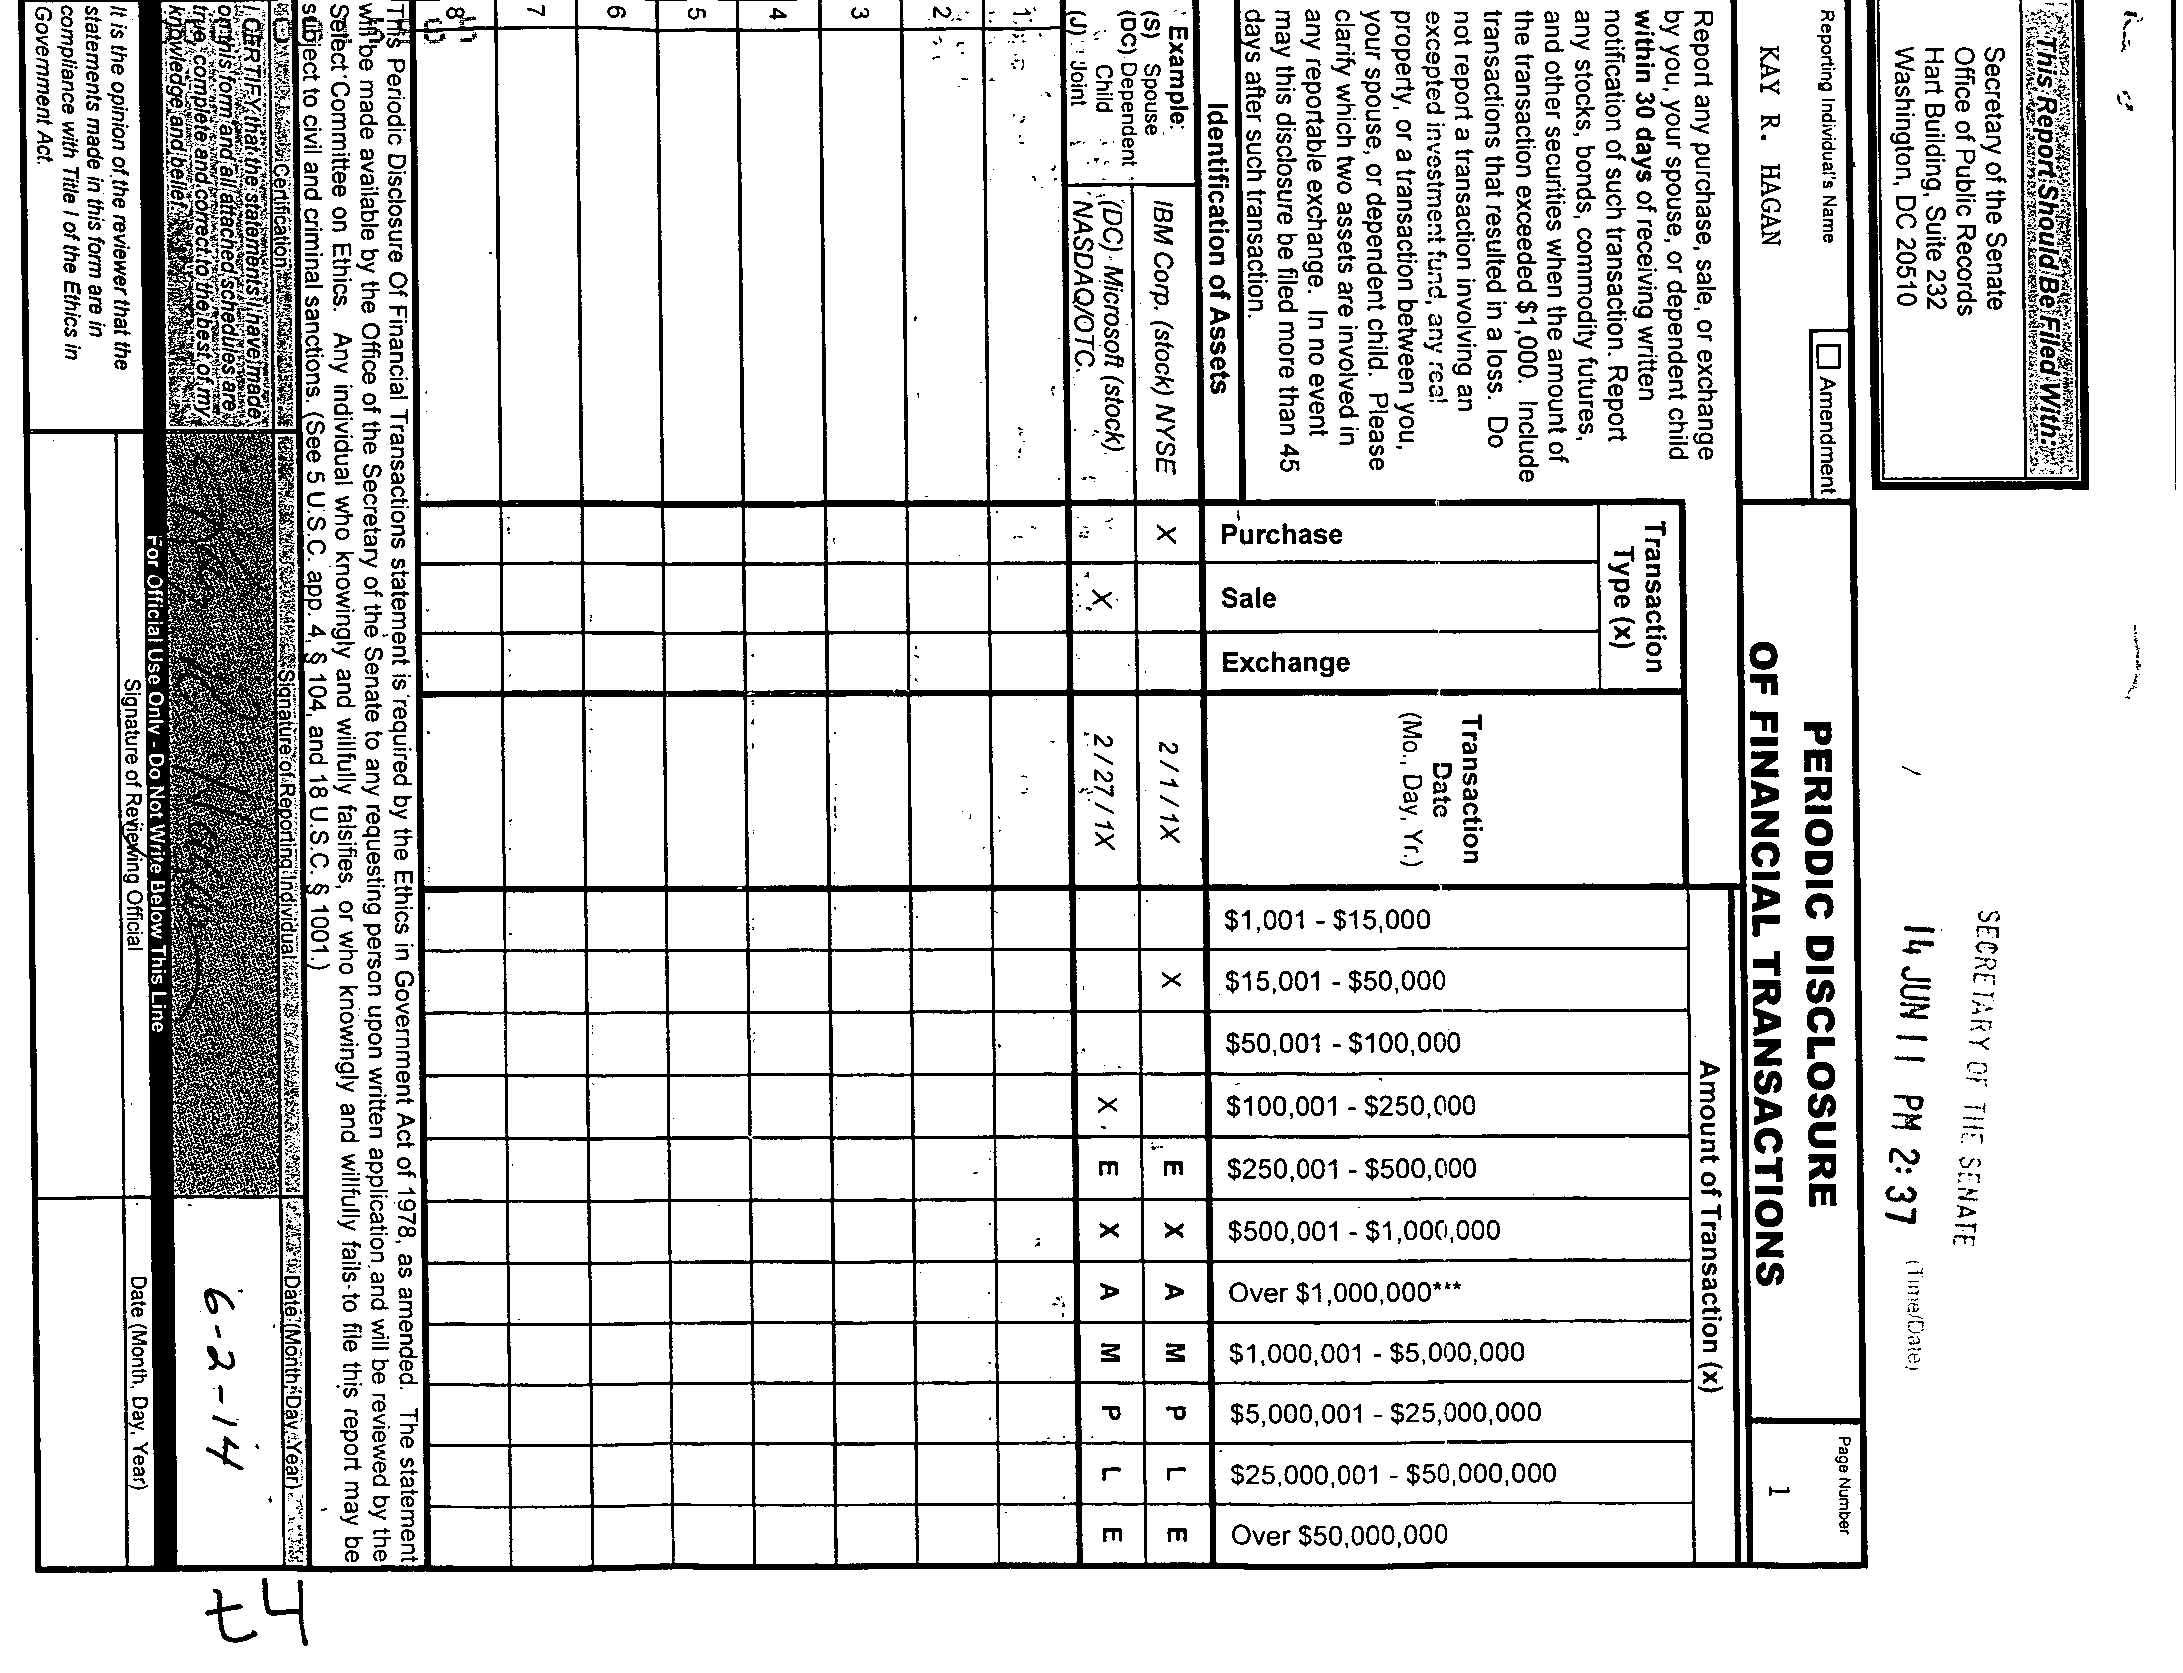 This Report Should Be Filed With:
Secretary of the Senate
Office of Public Records
Hart Building, Suite 232
Washington, DC 20510
SECRETARY OF THE SENATE
14 JUN 11 PM 2:37
(Time/Date)
Reporting Individual's Name
Amendment
KAY R. HAGAN
PERIODIC DISCLOSURE
OF FINANCIAL TRANSACTIONS
Page Number
1
Report any purchase, sale, or exchange
by you, your spouse, or dependent child
within 30 days of receiving written
notification of such transaction. Report
any stocks, bonds, commodity futures,
and other securities when the amount of
the transaction exceeded $1,000. Include
transactions that resulted in a loss. Do
not report a transaction involving an
excepted investment fund, any real
property, or a transaction between you,
your spouse, or dependent child. Please
clarify which two assets are involved in
any reportable exchange. In no event
may this disclosure be filed more than 45
days after such transaction.
Identification of Assets
Transaction
Type (x)
Purchase
Sale
Exchange
Transaction
Date
(Mo., Day, Yr.)
Amount of Transaction (x)
$1,001 - $15,000
$15,001 - $50,000
$50,001 - $100,000
$100,001 - $250,000
$250,001 - $500,000
$500,001 - $1,000,000
Over $1,000,000***
$1,000,001 - $5,000,000
$5,000,001 - $25,000,000
$25,000,001 - $50,000,000
Over $50,000,000
Example:
(S) Spouse
(DC) Dependent
Child
(J) Joint
IBM Corp. (stock) NYSE X 2/1/1X X E X A M P L E
(DC) Microsoft (stock)
NASDAQ/OTC X 2/27/1X X E X A M P L E
1
2
3
4
5
6
7
8
This Periodic Disclosure Of Financial Transactions statement is required by the Ethics in Government Act of 1978, as amended. The statement
will be made available by the Office of the Secretary of the Senate to any requesting person upon written application and will be reviewed by the
Select Committee on Ethics. Any individual who knowingly and willfully falsifies, or who knowingly and willfully fails to file this report may be
subject to civil and criminal sanctions. (See 5 U.S.C. app. 4, § 104, and 18 U.S.C. § 1001.)
Certification
Signature of Reporting Individual
Date (Month, Day, Year)
I CERTIFY that the statements I have made
on this form and all attached schedules are
true, complete and correct to the best of my
knowledge and belief.
6-2-14
For Official Use Only - Do Not Write Below This Line
It is the opinion of the reviewer that the
statements made in this form are in
compliance with Title I of the Ethics in
Government Act.
Signature of Reviewing Official
Date (Month, Day, Year)